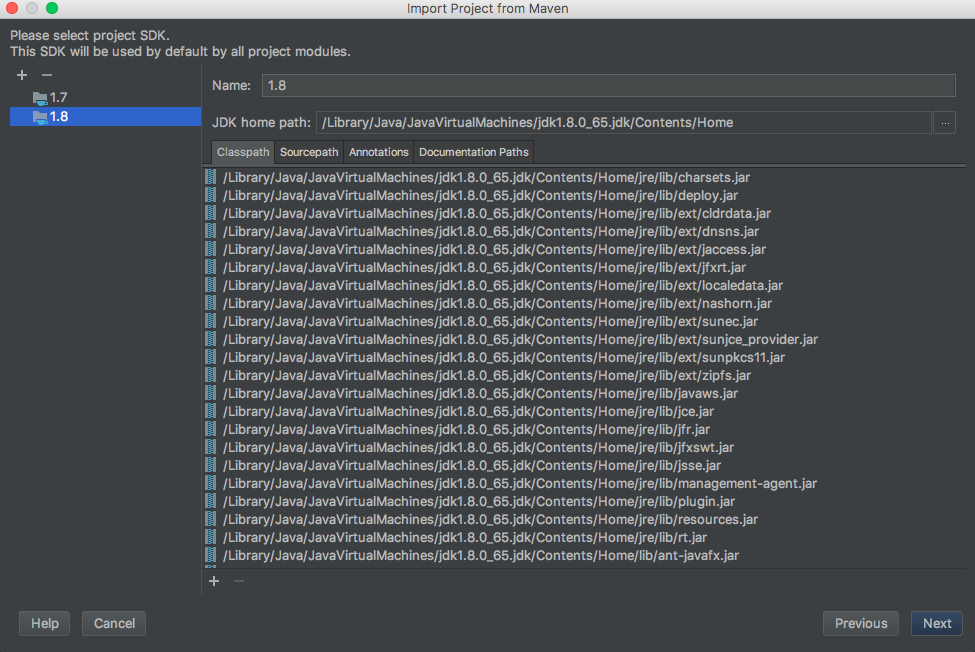 Import Project from Maven
Please select project SDK.
This SDK will be used by default by all project modules.
1.7
1.8
Name: 1.8
JDK home path: /Library/Java/JavaVirtualMachines/jdk1.8.0_65.jdk/Contents/Home ...
Classpath Sourcepath Annotations Documentation Paths
/Library/Java/JavaVirtualMachines/jdk1.8.0_65.jdk/Contents/Home/jre/lib/charsets.jar
/Library/Java/JavaVirtualMachines/jdk1.8.0_65.jdk/Contents/Home/jre/lib/deploy.jar
/Library/Java/JavaVirtualMachines/jdk1.8.0_65.jdk/Contents/Home/jre/lib/ext/cldrdata.jar
/Library/Java/JavaVirtualMachines/jdk1.8.0_65.jdk/Contents/Home/jre/lib/ext/dnsns.jar
/Library/Java/JavaVirtualMachines/jdk1.8.0_65.jdk/Contents/Home/jre/lib/ext/jaccess.jar
/Library/Java/JavaVirtualMachines/jdk1.8.0_65.jdk/Contents/Home/jre/lib/ext/jfxrt.jar
/Library/Java/JavaVirtualMachines/jdk1.8.0_65.jdk/Contents/Home/jre/lib/ext/localedata.jar
/Library/Java/JavaVirtualMachines/jdk1.8.0_65.jdk/Contents/Home/jre/lib/ext/nashorn.jar
/Library/Java/JavaVirtualMachines/jdk1.8.0_65.jdk/Contents/Home/jre/lib/ext/sunec.jar
/Library/Java/JavaVirtualMachines/jdk1.8.0_65.jdk/Contents/Home/jre/lib/ext/sunjce_provider.jar
/Library/Java/JavaVirtualMachines/jdk1.8.0_65.jdk/Contents/Home/jre/lib/ext/sunpkcs11.jar
/Library/Java/JavaVirtualMachines/jdk1.8.0_65.jdk/Contents/Home/jre/lib/ext/zipfs.jar
/Library/Java/JavaVirtualMachines/jdk1.8.0_65.jdk/Contents/Home/jre/lib/javaws.jar
/Library/Java/JavaVirtualMachines/jdk1.8.0_65.jdk/Contents/Home/jre/lib/jce.jar
/Library/Java/JavaVirtualMachines/jdk1.8.0_65.jdk/Contents/Home/jre/lib/jfr.jar
/Library/Java/JavaVirtualMachines/jdk1.8.0_65.jdk/Contents/Home/jre/lib/jfxswt.jar
/Library/Java/JavaVirtualMachines/jdk1.8.0_65.jdk/Contents/Home/jre/lib/jsse.jar
/Library/Java/JavaVirtualMachines/jdk1.8.0_65.jdk/Contents/Home/jre/lib/management-agent.jar
/Library/Java/JavaVirtualMachines/jdk1.8.0_65.jdk/Contents/Home/jre/lib/plugin.jar
/Library/Java/JavaVirtualMachines/jdk1.8.0_65.jdk/Contents/Home/jre/lib/resources.jar
/Library/Java/JavaVirtualMachines/jdk1.8.0_65.jdk/Contents/Home/jre/lib/rt.jar
/Library/Java/JavaVirtualMachines/jdk1.8.0_65.jdk/Contents/Home/lib/ant-javafx.jar
Help Cancel Previous Next